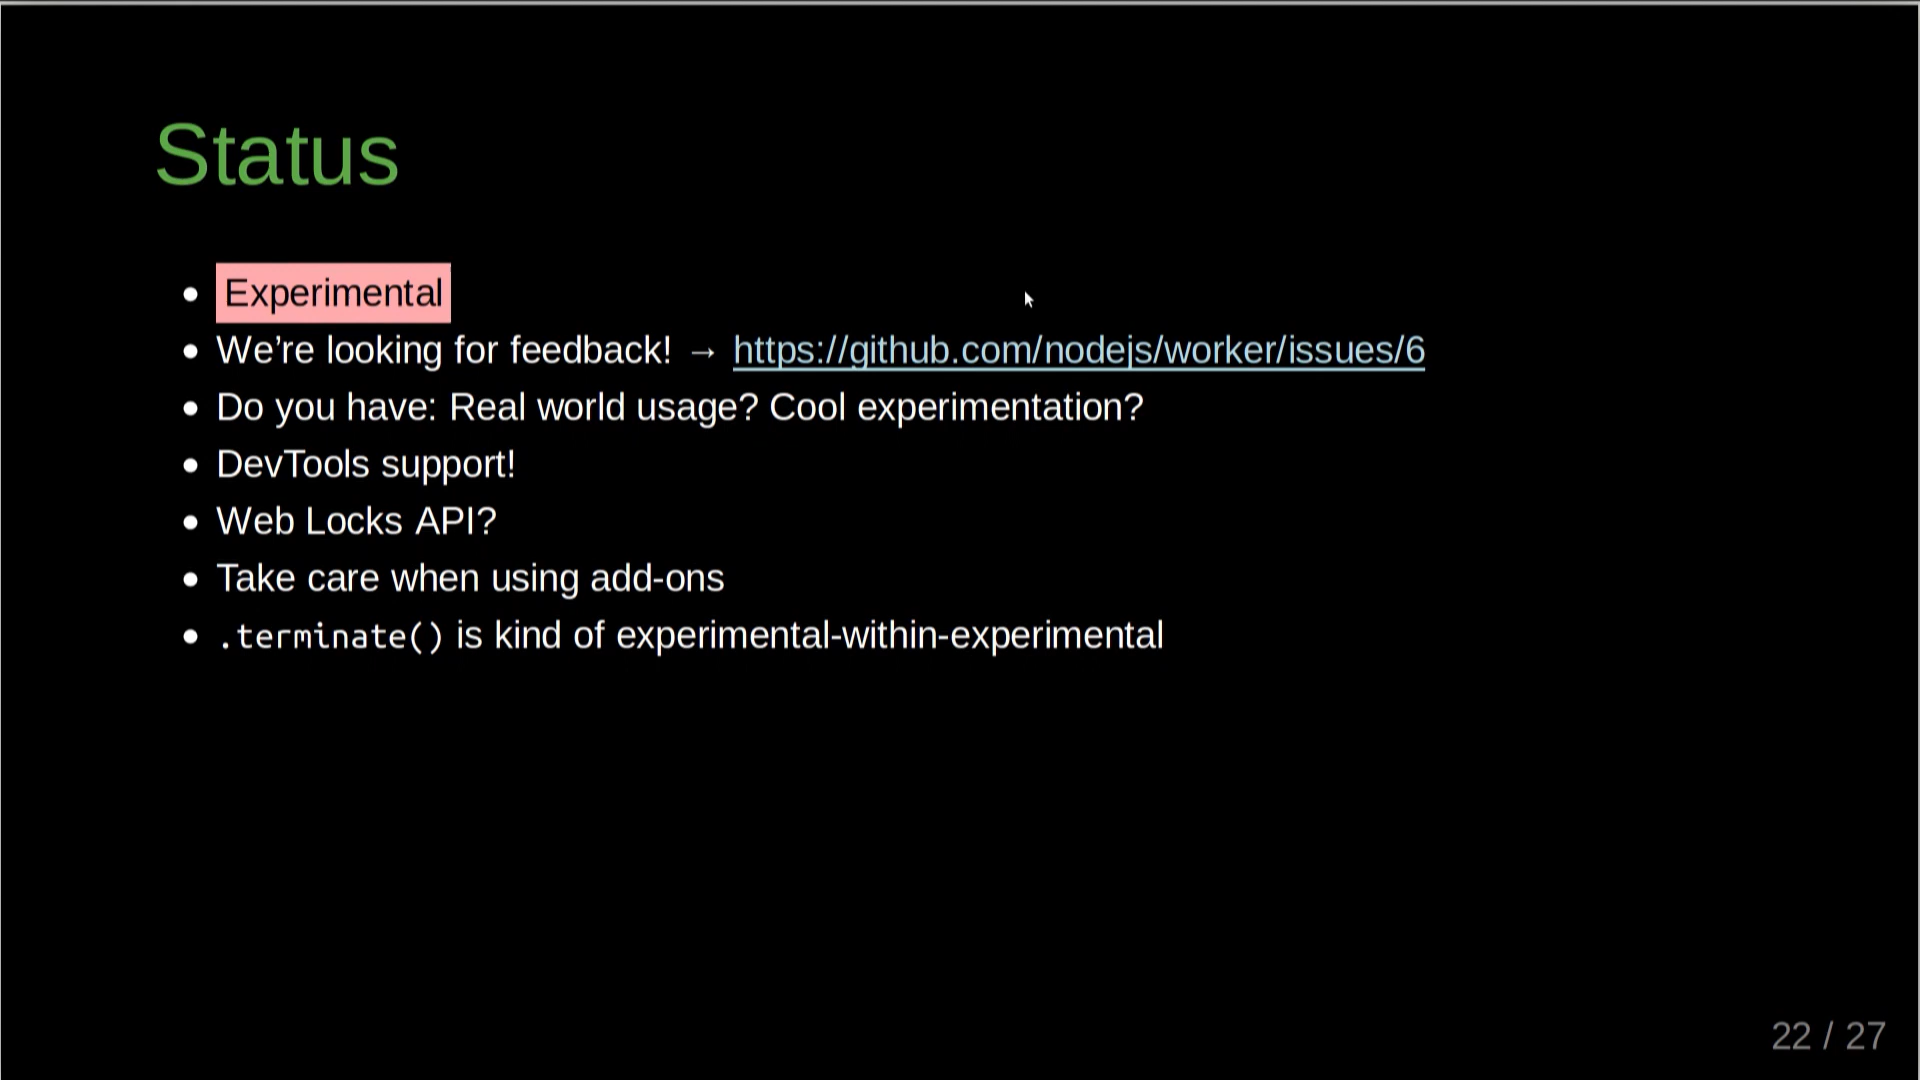 Status
Experimental
We’re looking for feedback! → https://github.com/nodejs/worker/issues/6
Do you have: Real world usage? Cool experimentation?
DevTools support!
Web Locks API?
Take care when using add-ons
.terminate() is kind of experimental-within-experimental
22 / 27